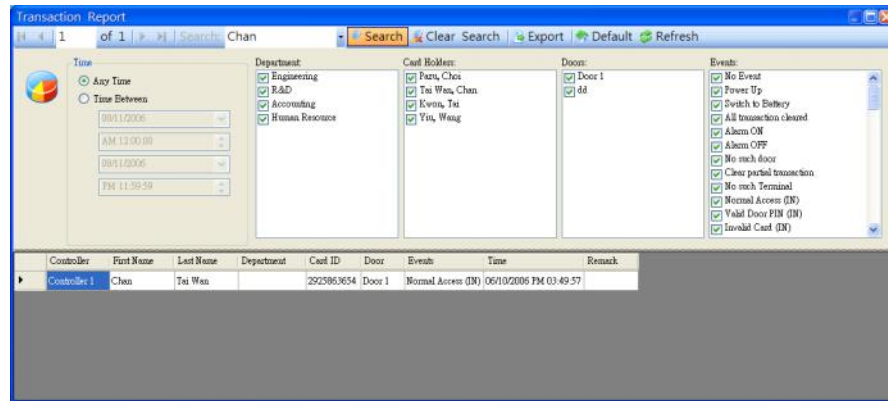 Transaction Report
1 of 1 Search: Chan Search Clear Search Export Default Refresh
Time
Any Time
Time Between
08/11/2006
AM 12:00:00
08/11/2006
PM 11:59:59
Department:
Engineering
R&D
Accounting
Human Resource
Card Holders:
Paru, Choi
Tai Wan, Chan
Kwon, Tai
Yiu, Wang
Doors:
Door 1
dd
Events:
No Event
Power Up
Switch to Battery
All transaction cleared
Alarm ON
Alarm OFF
No such door
Clear partial transaction
No such Terminal
Normal Access (IN)
Valid Door PIN (IN)
Invalid Card (IN)
Controller First Name Last Name Department Card ID Door Events Time Remark
Controller 1 Chan Tai Wan 2925863654 Door 1 Normal Access (IN) 06/10/2006 PM 03:49:57